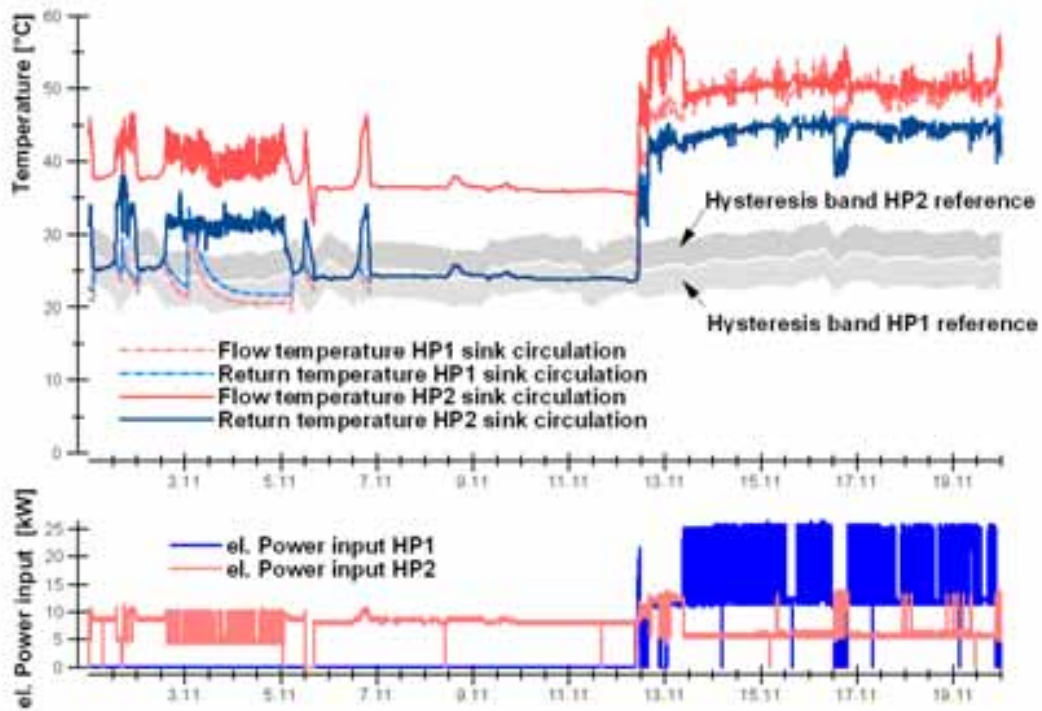 Temperature [°C]
60
50
40
30
20
10
0
Hysteresis band HP2 reference
Hysteresis band HP1 reference
Flow temperature HP1 sink circulation
Return temperature HP1 sink circulation
Flow temperature HP2 sink circulation
Return temperature HP2 sink circulation
3.11 5.11 7.11 9.11 11.11 13.11 15.11 17.11 19.11
el. Power input [kW]
25
20
15
10
5
0
el. Power input HP1
el. Power input HP2
3.11 5.11 7.11 9.11 11.11 13.11 15.11 17.11 19.11